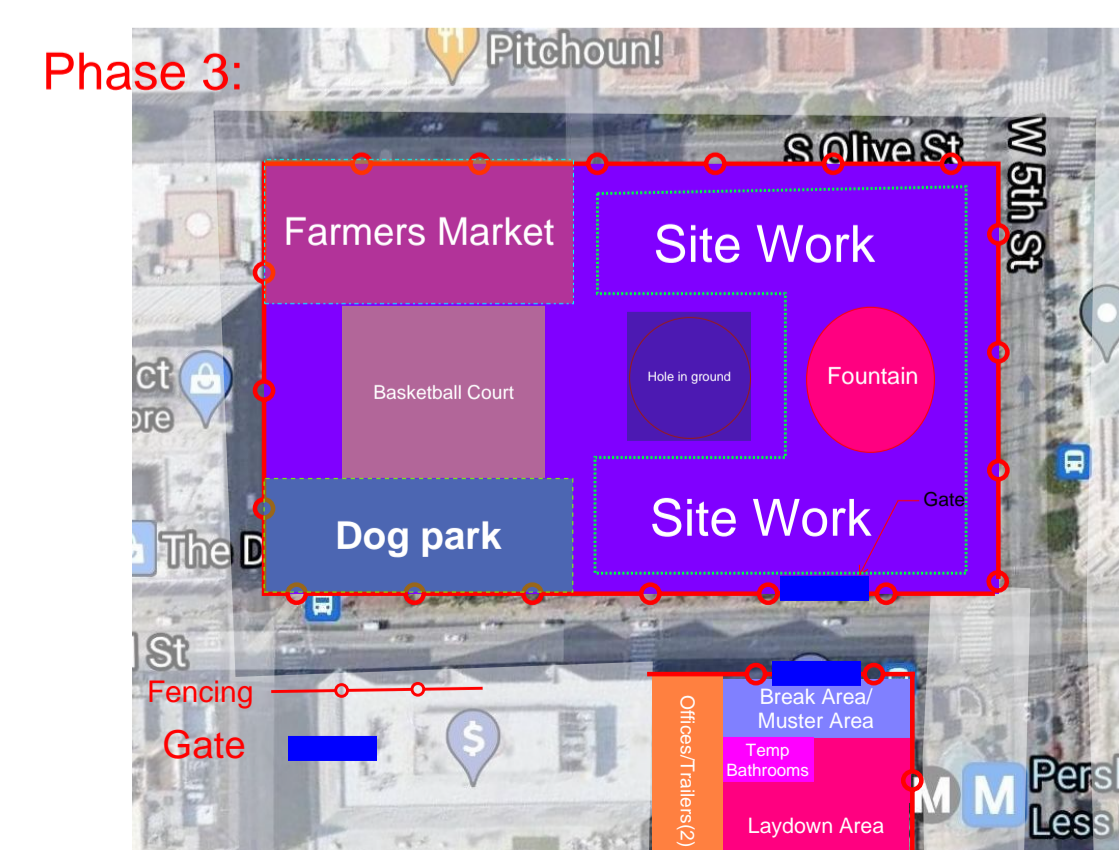 Phase 3:
Pitchoun!
S Olive St
W 5th St
Farmers Market
Site Work
Hole in ground
Fountain
Basketball Court
ct
ore
Site Work
Gate
Dog park
The D
St
Fencing
Gate
$
Offices/Trailers(2)
Break Area/
Muster Area
Temp
Bathrooms
Laydown Area
M
M
Pers
Less